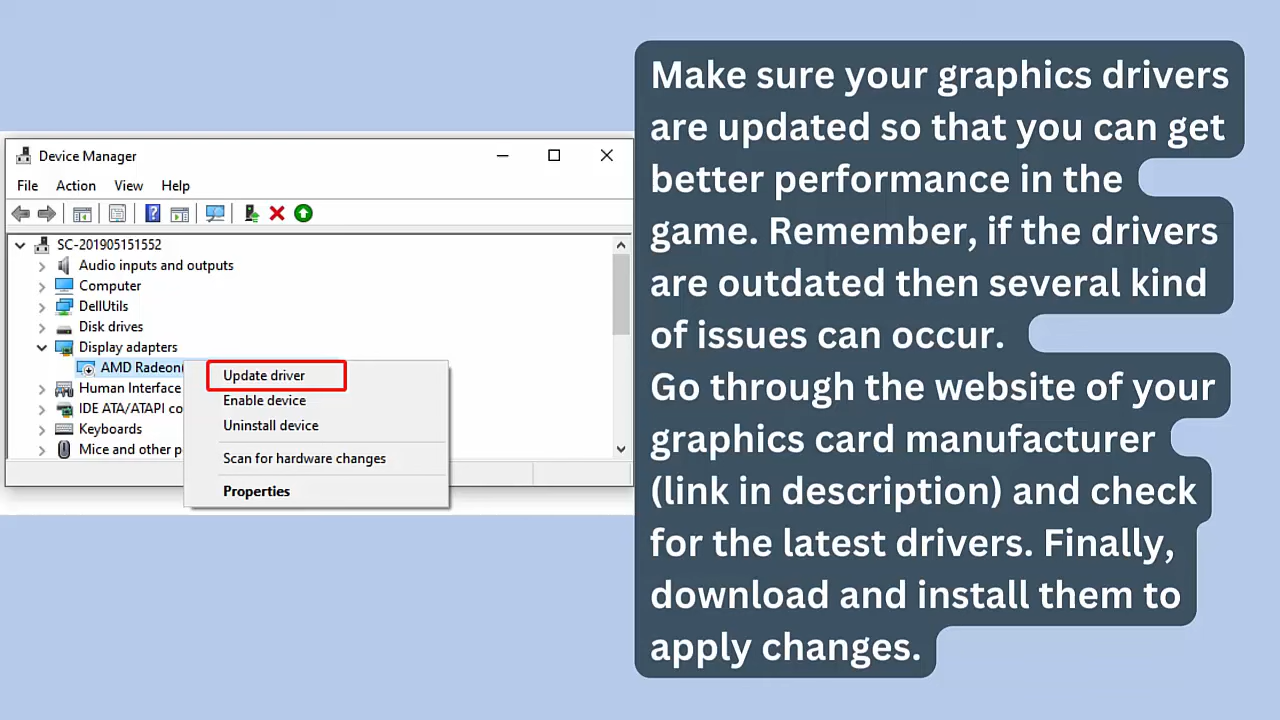 Device Manager
File Action View Help
SC-201905151552
Audio inputs and outputs
Computer
DellUtils
Disk drives
Display adapters
AMD Radeon(
Human Interface
IDE ATA/ATAPI co
Keyboards
Mice and other p
Update driver
Enable device
Uninstall device
Scan for hardware changes
Properties
Make sure your graphics drivers
are updated so that you can get
better performance in the
game. Remember, if the drivers
are outdated then several kind
of issues can occur.
Go through the website of your
graphics card manufacturer
(link in description) and check
for the latest drivers. Finally,
download and install them to
apply changes.